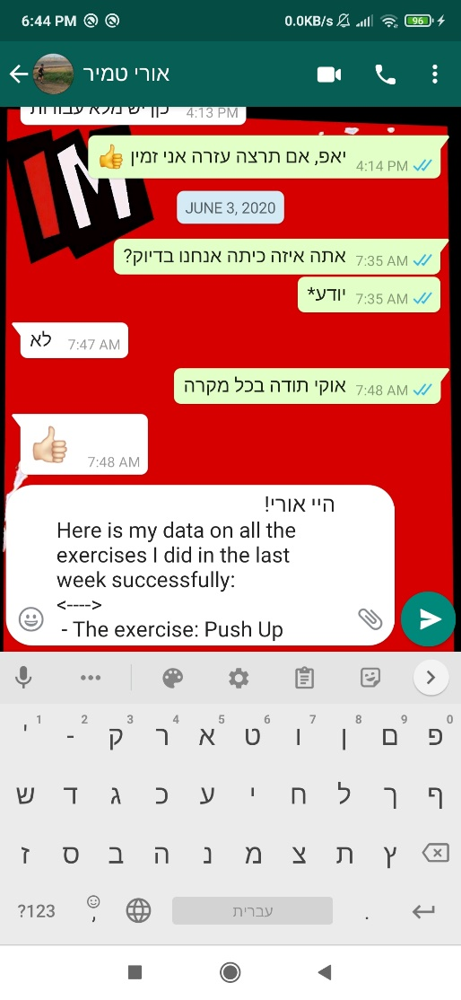 6:44 PM 0.0KB/s 96
אורי טמיר
כן יש מלא עבודות 4:13 PM
יאפ, אם תרצה עזרה אני זמין 👍 4:14 PM
IM
JUNE 3, 2020
אתה איזה כיתה אנחנו בדיוק? 7:35 AM
יודע* 7:35 AM
לא 7:47 AM
אוקי תודה בכל מקרה 7:48 AM
👍🏻 7:48 AM
היי אורי!
Here is my data on all the
exercises I did in the last
week successfully:
<---->
- The exercise: Push Up
' 1 - 2 ק 3 ר 4 א 5 ט 6 ו 7 ן 8 ם 9 פ 0
ש ד ג כ ע י ח ל ך ף
ז ס ב ה נ מ צ ת ץ
?123 , עברית .